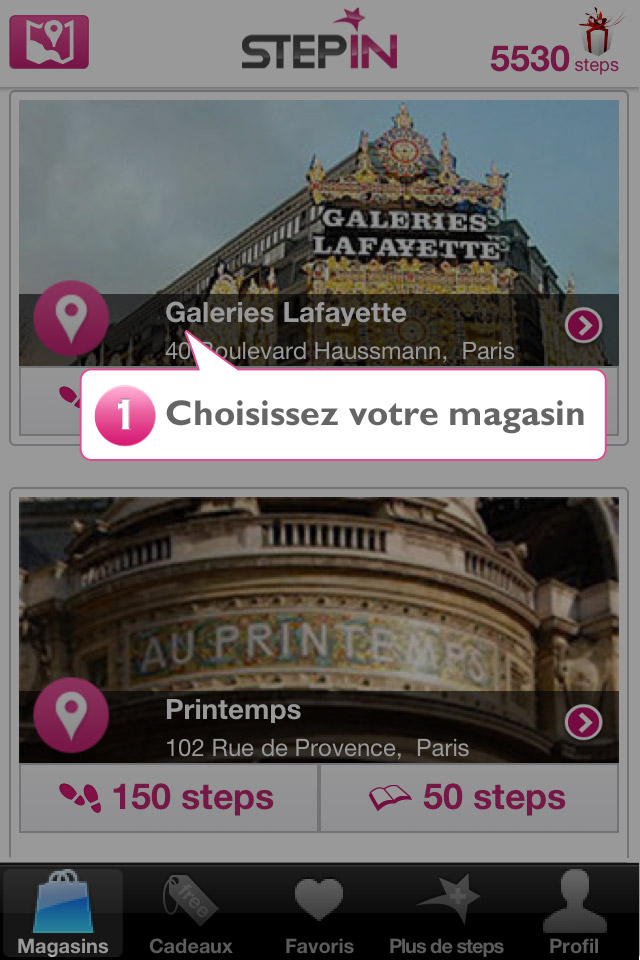 STEPIN
5530 steps
GALERIES
LAFAYETTE
Galeries Lafayette
40 Boulevard Haussmann, Paris
1 Choisissez votre magasin
AU PRINTEMPS
Printemps
102 Rue de Provence, Paris
150 steps
50 steps
free
Magasins
Cadeaux
Favoris
Plus de steps
Profil